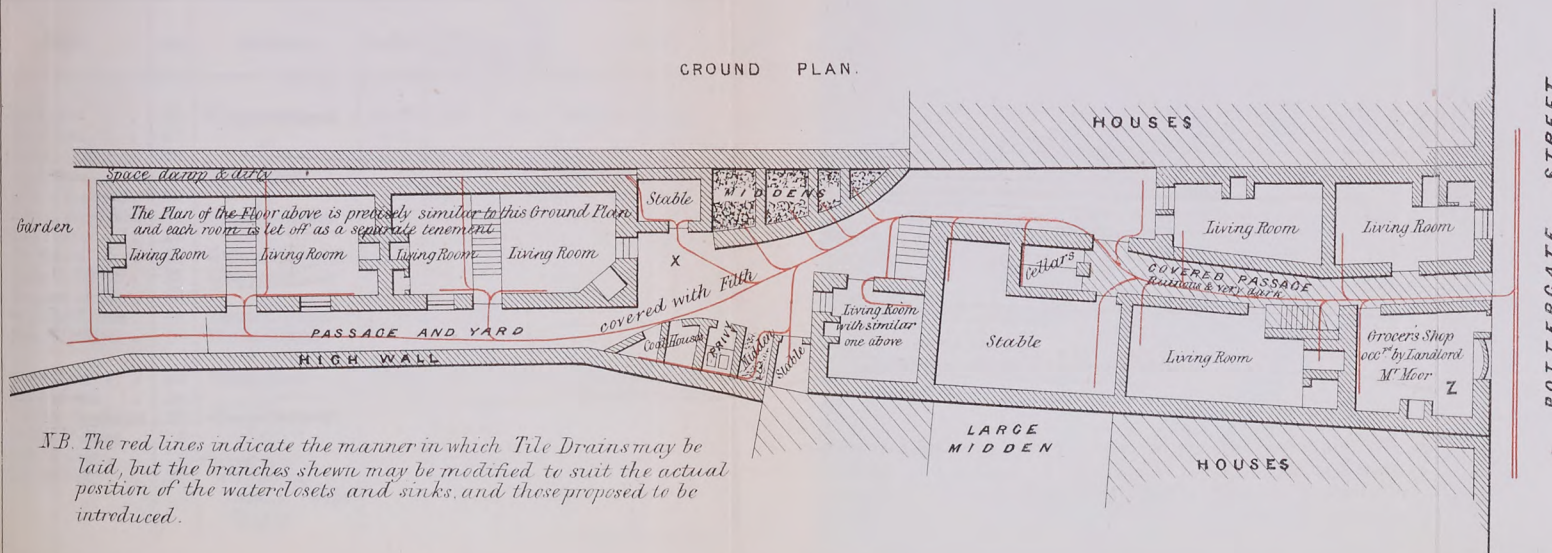 GROUND PLAN.
HOUSES
POTTERGATE STREET
Space damp & dirty
Stable
MIDDENS
Garden
The Plan of the Floor above is precisely similar to this Ground Plan
and each room is let off as a separate tenement
Living Room
Living Room
Living Room
Living Room
X
Living Room
Living Room
COVERED PASSAGE
Ruinous & very dark
Cellars
covered with Filth
PASSAGE AND YARD
HIGH WALL
Coal House
PRIVY
Midden
Stable
Living Room
with similar
one above
Stable
Living Room
Grocer's Shop
occd by Landlord
Mr Moor
Z
LARGE
MIDDEN
HOUSES
N.B. The red lines indicate the manner in which Tile Drains may be
laid, but the branches shewn may be modified to suit the actual
position of the waterclosets and sinks, and those proposed to be
introduced.